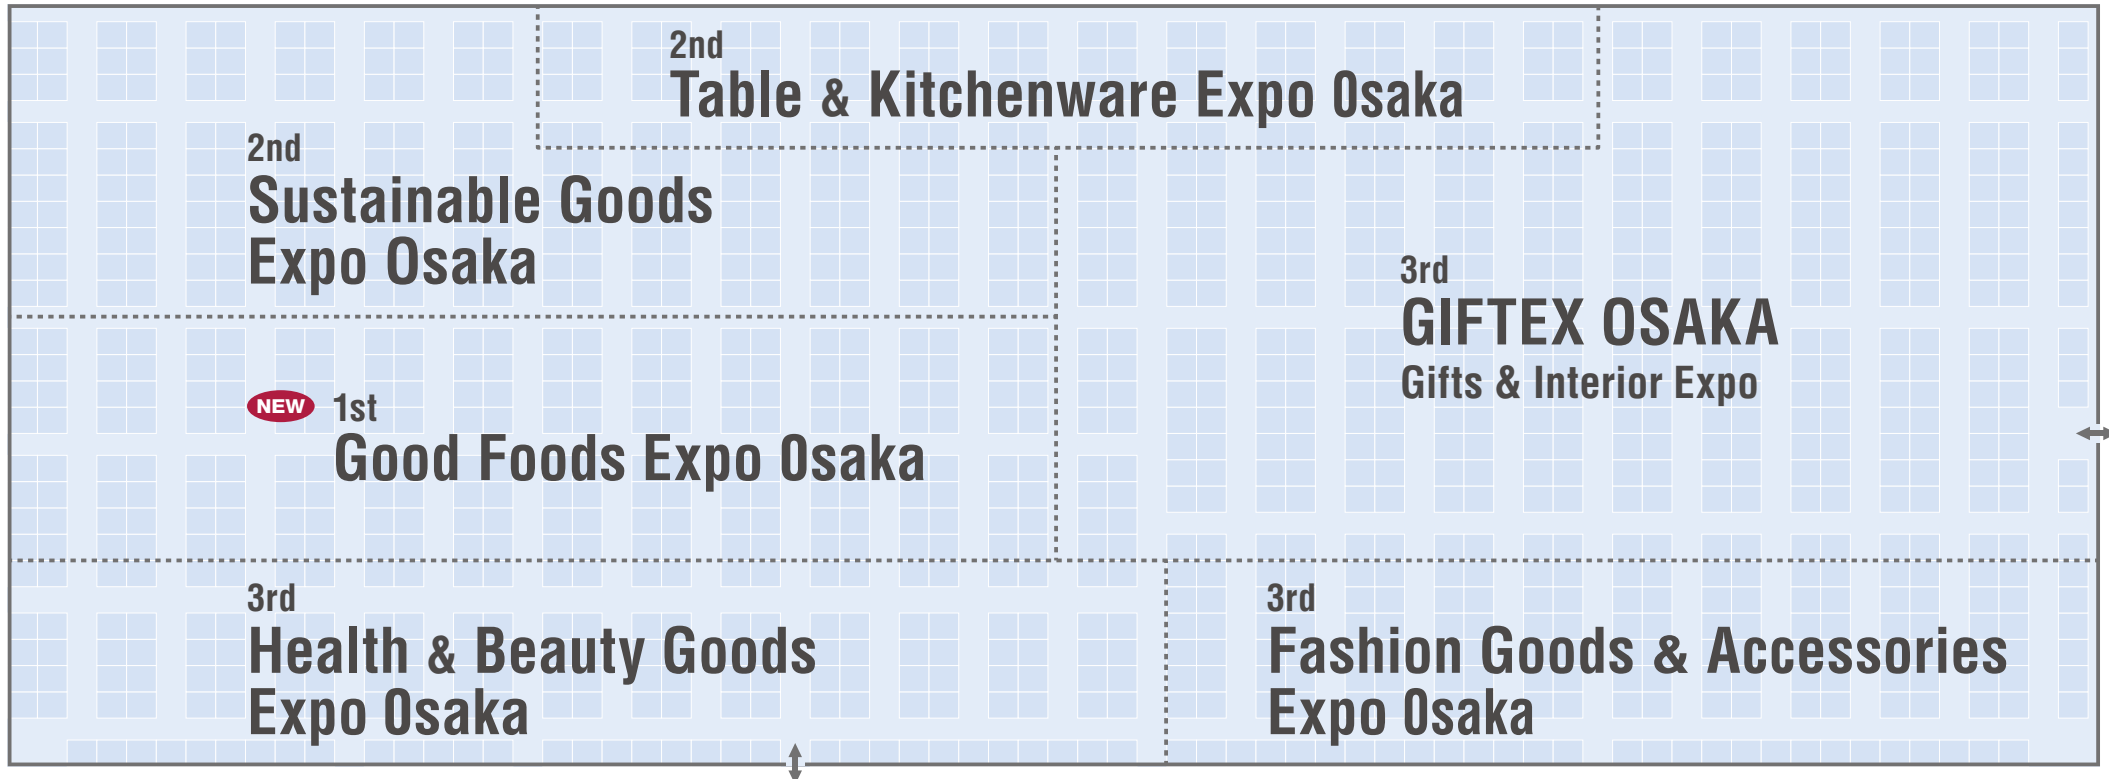 2nd
Table & Kitchenware Expo Osaka
2nd
Sustainable Goods
Expo Osaka
3rd
GIFTEX OSAKA
Gifts & Interior Expo
NEW 1st
Good Foods Expo Osaka
3rd
Health & Beauty Goods
Expo Osaka
3rd
Fashion Goods & Accessories
Expo Osaka